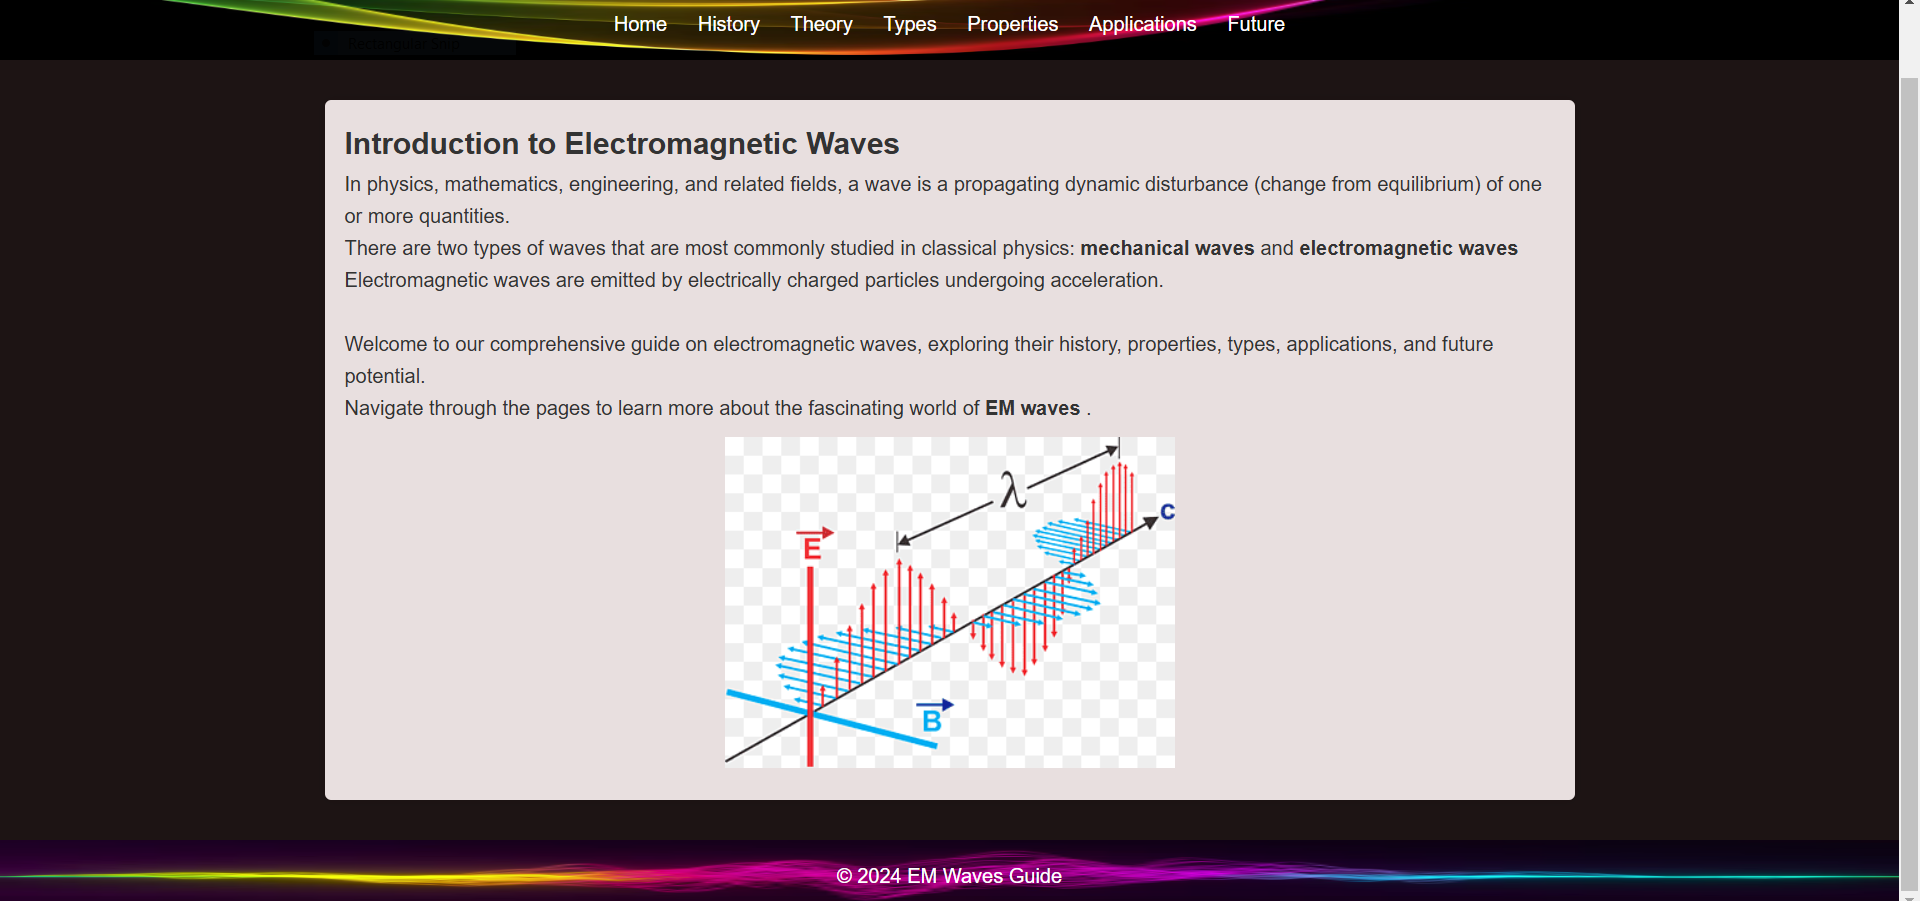 Home History Theory Types Properties Applications Future
Rectangular Snip
Introduction to Electromagnetic Waves
In physics, mathematics, engineering, and related fields, a wave is a propagating dynamic disturbance (change from equilibrium) of one
or more quantities.
There are two types of waves that are most commonly studied in classical physics: mechanical waves and electromagnetic waves
Electromagnetic waves are emitted by electrically charged particles undergoing acceleration.
Welcome to our comprehensive guide on electromagnetic waves, exploring their history, properties, types, applications, and future
potential.
Navigate through the pages to learn more about the fascinating world of EM waves .
λ
c
E
B
© 2024 EM Waves Guide